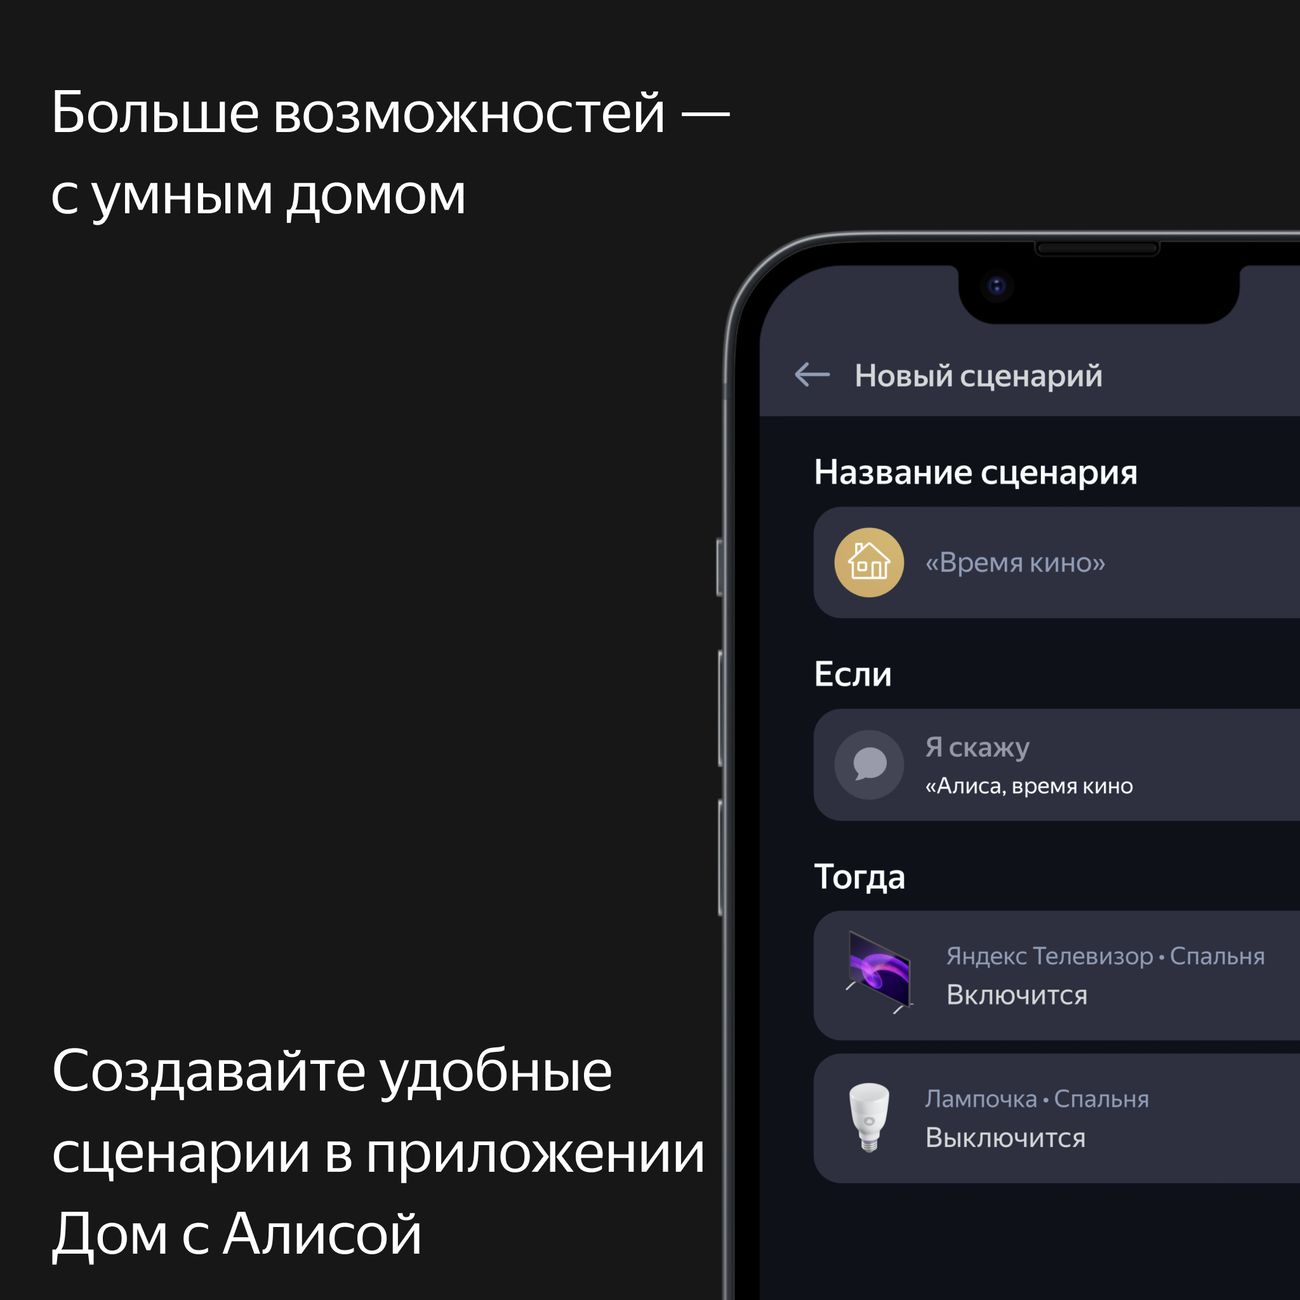 Больше возможностей —
с умным домом
Новый сценарий
Название сценария
«Время кино»
Если
Я скажу
«Алиса, время кино
Тогда
Яндекс Телевизор • Спальня
Включится
Лампочка • Спальня
Выключится
Создавайте удобные
сценарии в приложении
Дом с Алисой